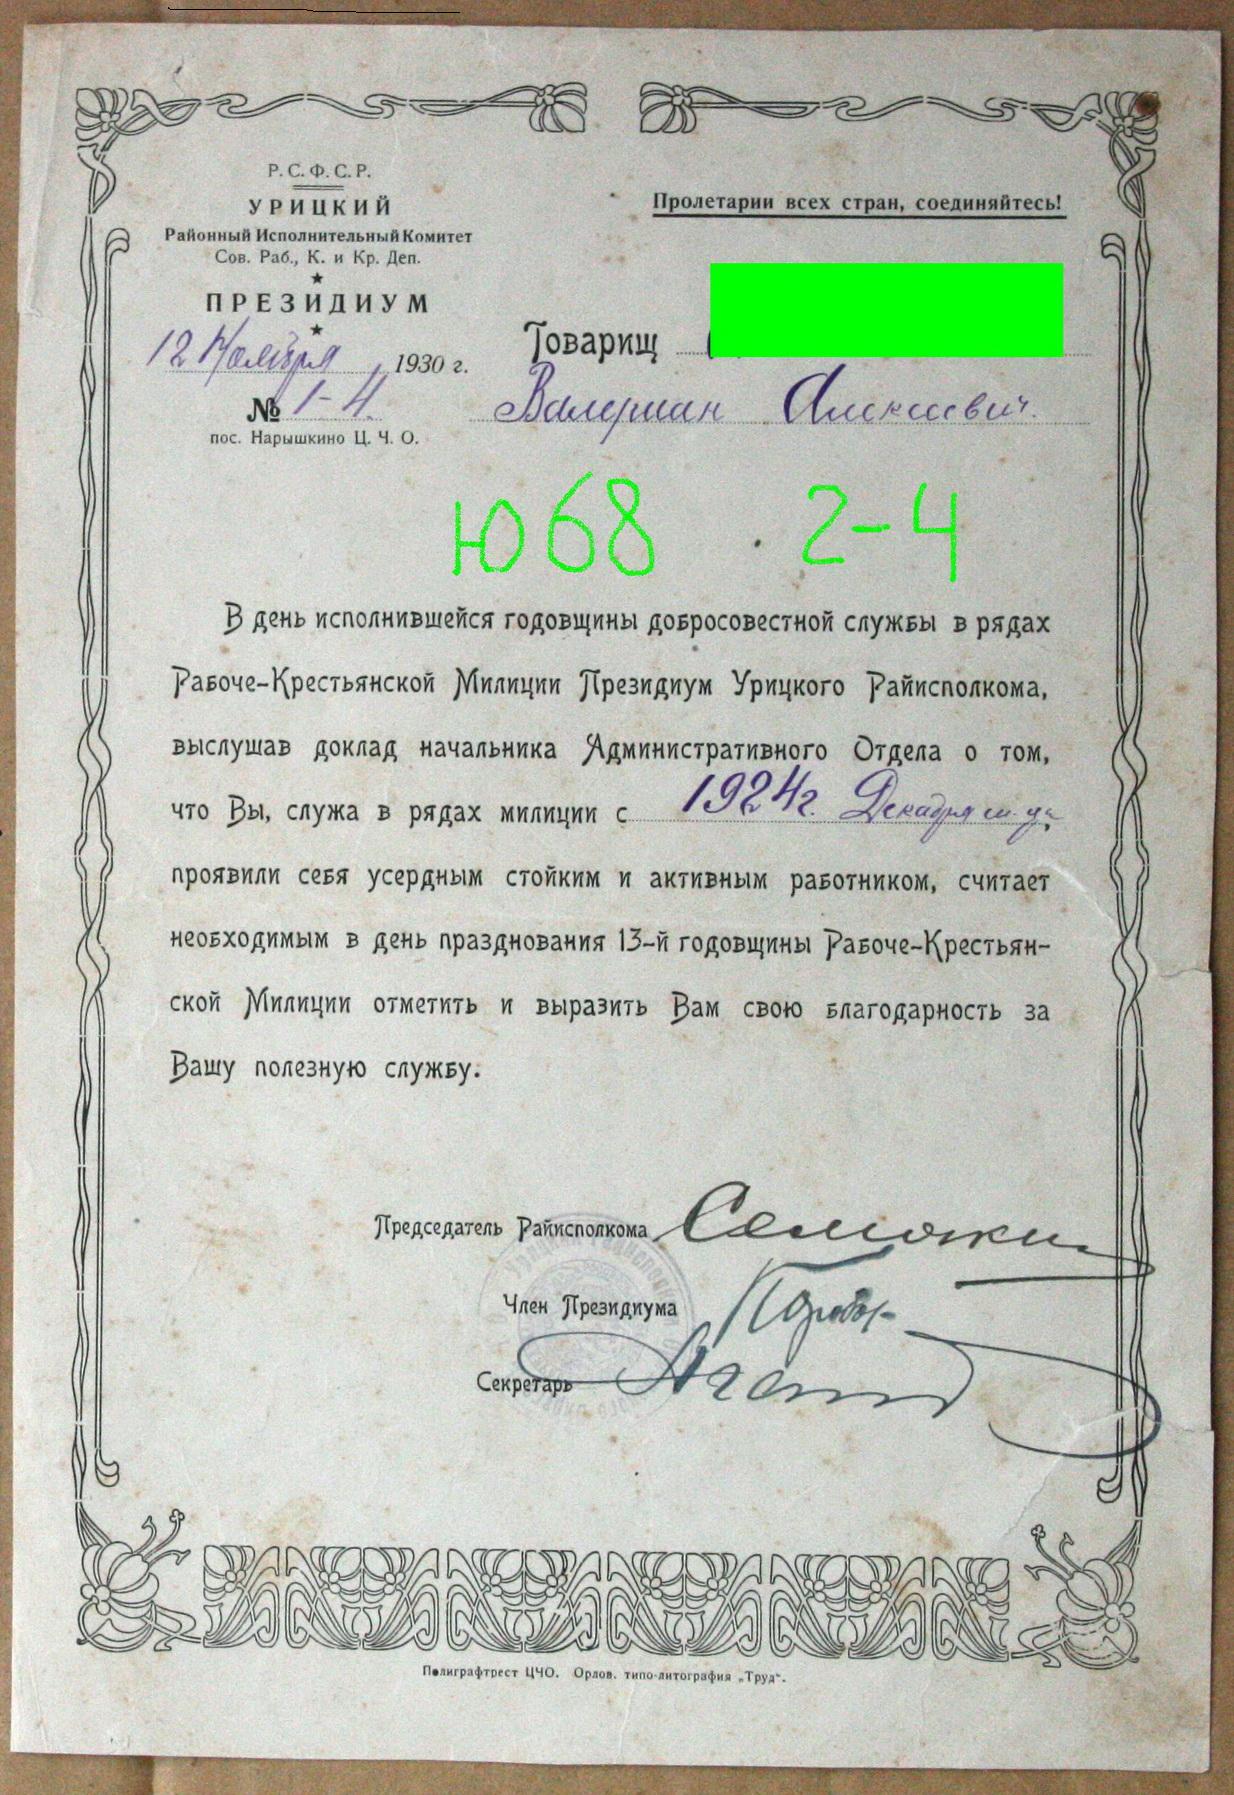 Р. С. Ф. С. Р.
УРИЦКИЙ
Районный Исполнительный Комитет
Сов. Раб., К. и Кр. Деп.
ПРЕЗИДИУМ
12 Ноября 1930 г.
№ 1-4.
пос. Нарышкино Ц. Ч. О.
Пролетарии всех стран, соединяйтесь!
Товарищ
Валериан Алексеевич.
Ю68 2-4
В день исполнившейся годовщины добросовестной службы в рядах
Рабоче-Крестьянской Милиции Президиум Урицкого Райисполкома,
выслушав доклад начальника Административного Отдела о том,
что Вы, служа в рядах милиции с 1924 г. Декабря
проявили себя усердным стойким и активным работником, считает
необходимым в день празднования 13-й годовщины Рабоче-Крестьян-
ской Милиции отметить и выразить Вам свою благодарность за
Вашу полезную службу.
Председатель Райисполкома
Член Президиума
Секретарь
Полиграфтрест ЦЧО. Орлов. типо-литография „Труд“.